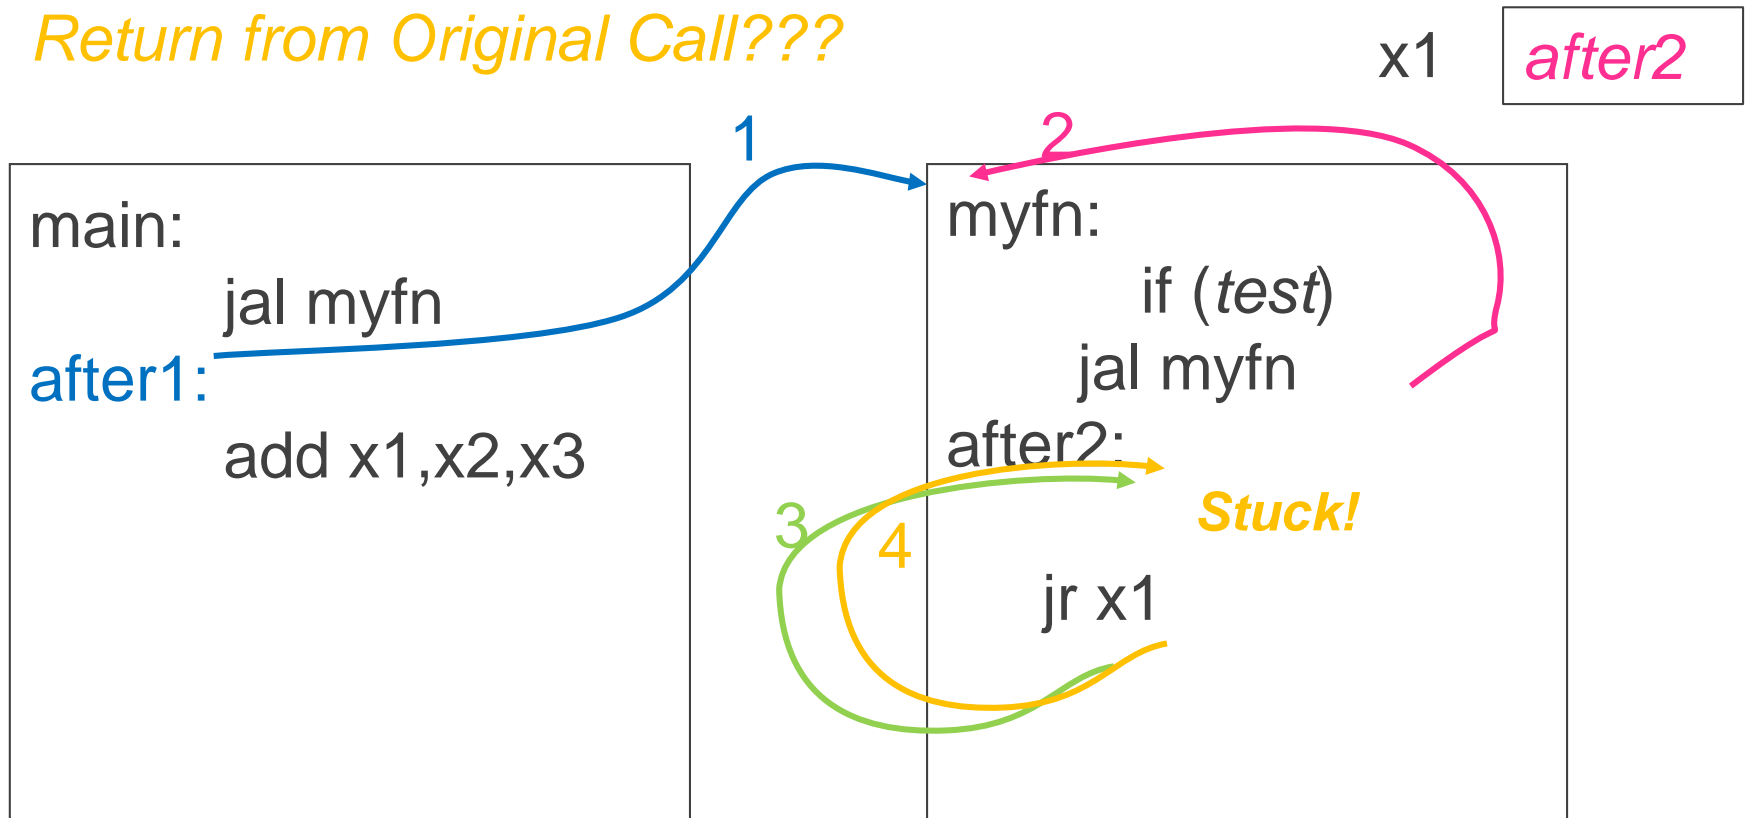 Return from Original Call???
x1 after2
1
2
main:
jal myfn
after1:
add x1,x2,x3
myfn:
if (test)
jal myfn
after2:
3
4
Stuck!
jr x1